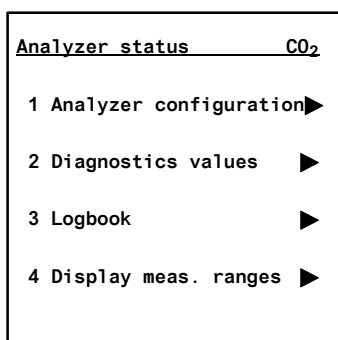 Analyzer status CO₂
1 Analyzer configuration
2 Diagnostics values
3 Logbook
4 Display meas. ranges